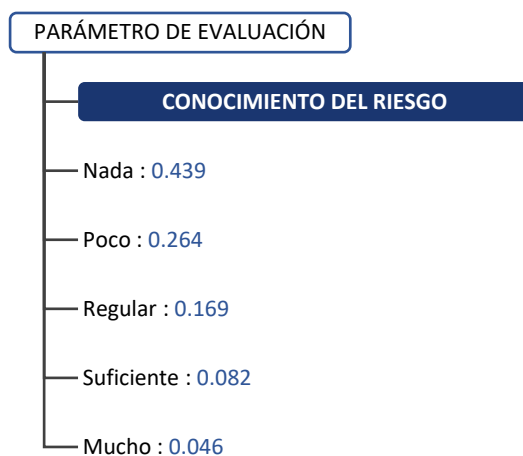 PARÁMETRO DE EVALUACIÓN
CONOCIMIENTO DEL RIESGO
Nada : 0.439
Poco : 0.264
Regular : 0.169
Suficiente : 0.082
Mucho : 0.046